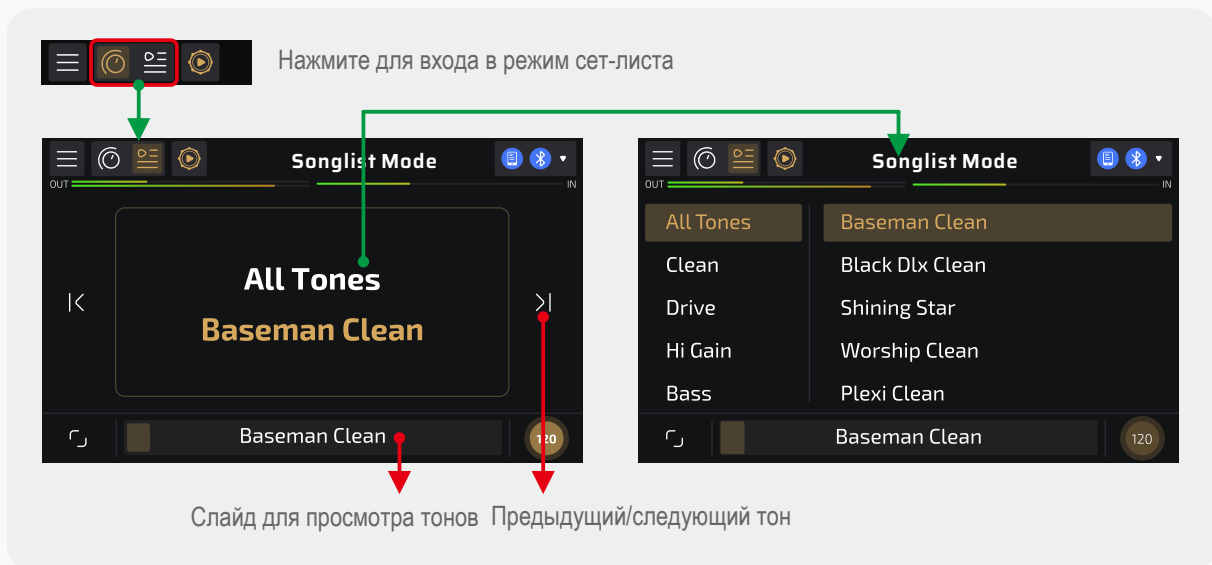 Нажмите для входа в режим сет-листа
Songlist Mode
OUT
IN
All Tones
Baseman Clean
Baseman Clean
120
Songlist Mode
OUT
IN
All Tones
Baseman Clean
Clean
Black Dlx Clean
Drive
Shining Star
Hi Gain
Worship Clean
Bass
Plexi Clean
Baseman Clean
120
Слайд для просмотра тонов
Предыдущий/следующий тон